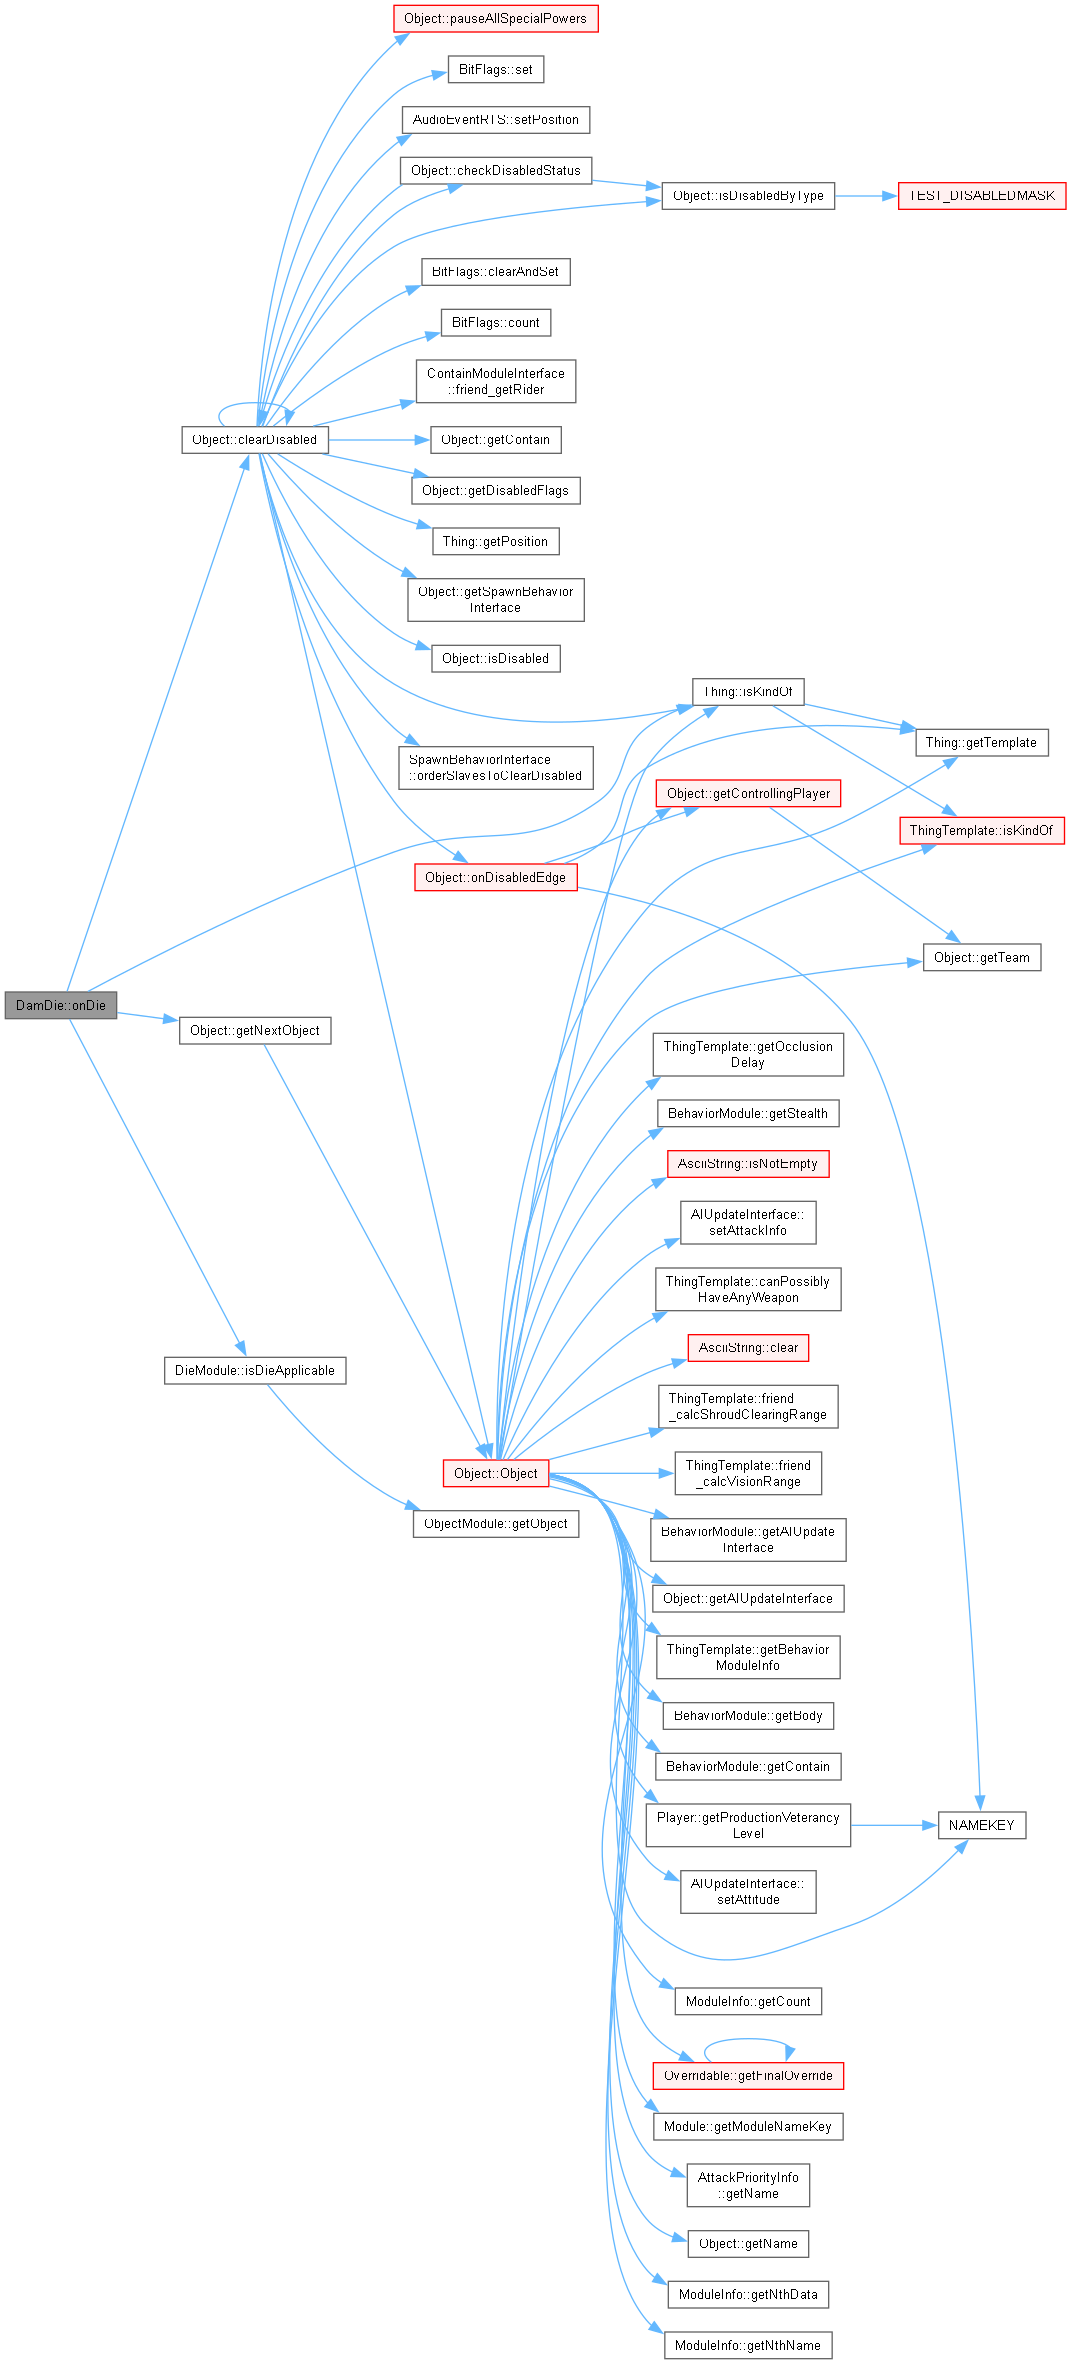 Object::pauseAllSpecialPowers
BitFlags::set
AudioEventRTS::setPosition
Object::checkDisabledStatus
Object::isDisabledByType
TEST_DISABLEDMASK
BitFlags::clearAndSet
BitFlags::count
ContainModuleInterface
::friend_getRider
Object::clearDisabled
Object::getContain
Object::getDisabledFlags
Thing::getPosition
Object::getSpawnBehavior
Interface
Object::isDisabled
Thing::isKindOf
Thing::getTemplate
SpawnBehaviorInterface
::orderSlavesToClearDisabled
Object::getControllingPlayer
ThingTemplate::isKindOf
Object::onDisabledEdge
Object::getTeam
DamDie::onDie
Object::getNextObject
ThingTemplate::getOcclusion
Delay
BehaviorModule::getStealth
AsciiString::isNotEmpty
AIUpdateInterface::
setAttackInfo
ThingTemplate::canPossibly
HaveAnyWeapon
AsciiString::clear
DieModule::isDieApplicable
ThingTemplate::friend
_calcShroudClearingRange
Object::Object
ThingTemplate::friend
_calcVisionRange
ObjectModule::getObject
BehaviorModule::getAIUpdate
Interface
Object::getAIUpdateInterface
ThingTemplate::getBehavior
ModuleInfo
BehaviorModule::getBody
BehaviorModule::getContain
Player::getProductionVeterancy
Level
NAMEKEY
AIUpdateInterface::
setAttitude
ModuleInfo::getCount
Overridable::getFinalOverride
Module::getModuleNameKey
AttackPriorityInfo
::getName
Object::getName
ModuleInfo::getNthData
ModuleInfo::getNthName